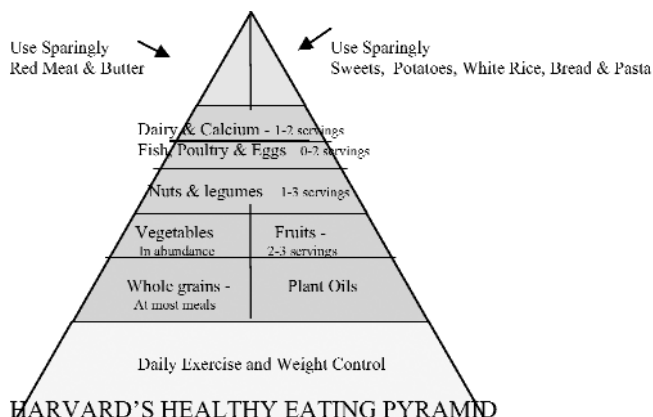 Use Sparingly
Red Meat & Butter
Use Sparingly
Sweets, Potatoes, White Rice, Bread & Pasta
Dairy & Calcium - 1-2 servings
Fish, Poultry & Eggs 0-2 servings
Nuts & legumes 1-3 servings
Vegetables
In abundance
Fruits -
2-3 servings
Whole grains -
At most meals
Plant Oils
Daily Exercise and Weight Control
HARVARD'S HEALTHY EATING PYRAMID